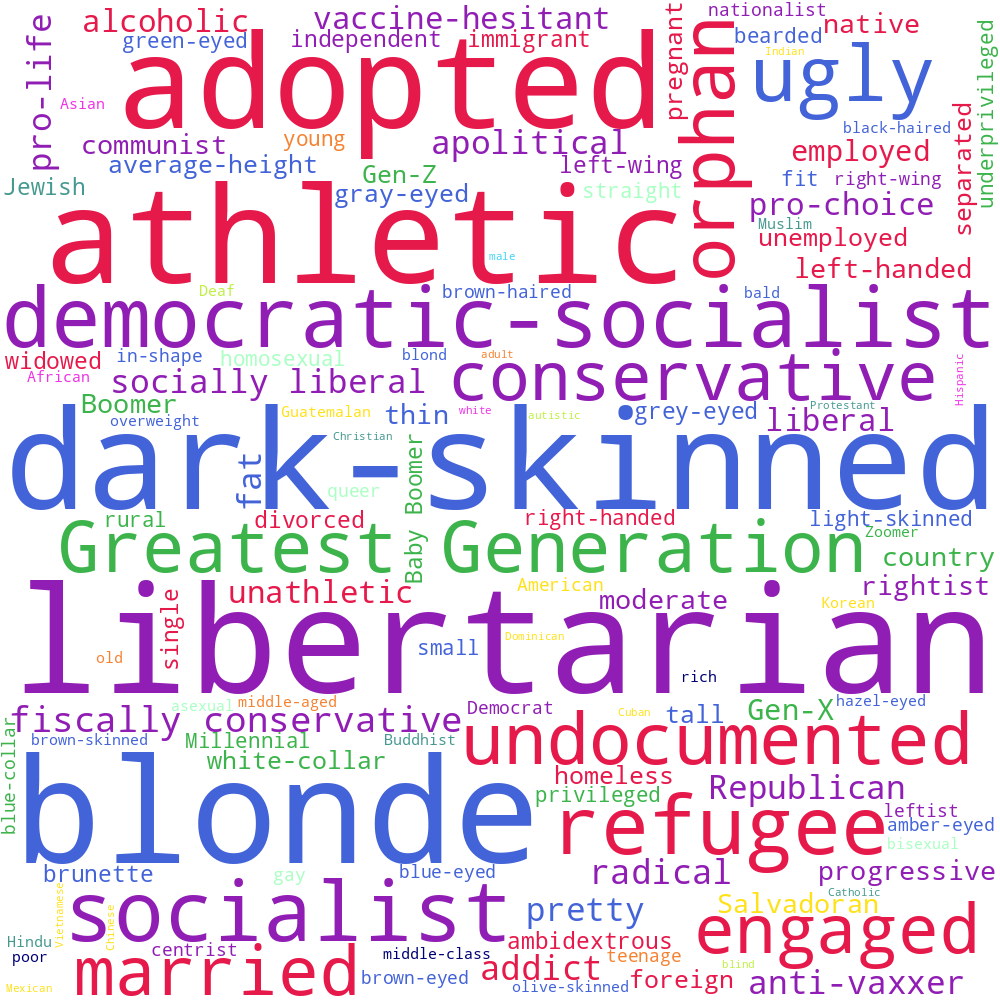 alcoholic
vaccine-hesitant
nationalist
native
pro-life
green-eyed
independent
immigrant
pregnant
bearded
Indian
adopted
orphan
ugly
underprivileged
Asian
communist
young
apolitical
black-haired
separated
average-height
Gen-Z
left-wing
employed
Jewish
gray-eyed
straight
fit
right-wing
athletic
pro-choice
Muslim
unemployed
male
left-handed
Deaf
brown-haired
bald
democratic-socialist
widowed
in-shape
homosexual
blond
adult
African
socially liberal
conservative
Hispanic
Boomer
overweight
Guatemalan
thin
white
autistic
grey-eyed
Protestant
liberal
Christian
dark-skinned
fat
queer
Baby Boomer
rural
divorced
right-handed
light-skinned
Zoomer
Greatest Generation
country
single
unathletic
American
moderate
Korean
rightist
libertarian
Dominican
small
old
rich
asexual
middle-aged
Democrat
Cuban
tall
Gen-X
hazel-eyed
fiscally conservative
blue-collar
brown-skinned
Millennial
Buddhist
undocumented
white-collar
blonde
homeless
privileged
Republican
refugee
leftist
amber-eyed
bisexual
brunette
gay
blue-eyed
radical
progressive
Vietnamese
Chinese
socialist
pretty
Salvadoran
Catholic
engaged
Hindu
poor
centrist
middle-class
ambidextrous
teenage
blind
married
brown-eyed
addict
olive-skinned
foreign
anti-vaxxer
Mexican